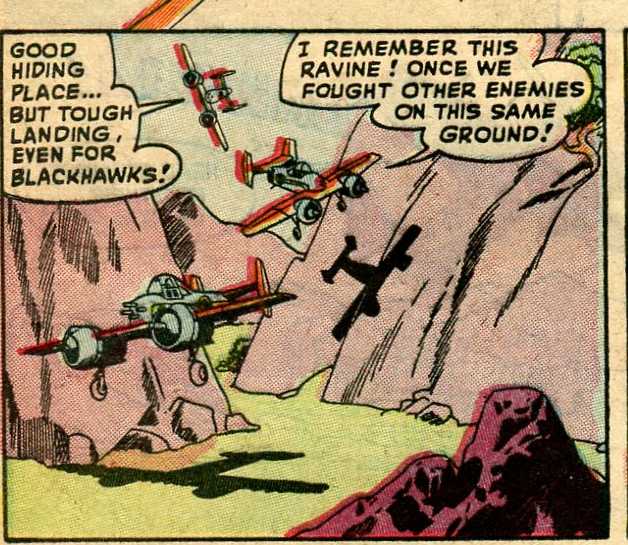 GOOD
HIDING
PLACE...
BUT TOUGH
LANDING,
EVEN FOR
BLACKHAWKS!
I REMEMBER THIS
RAVINE! ONCE WE
FOUGHT OTHER ENEMIES
ON THIS SAME
GROUND!